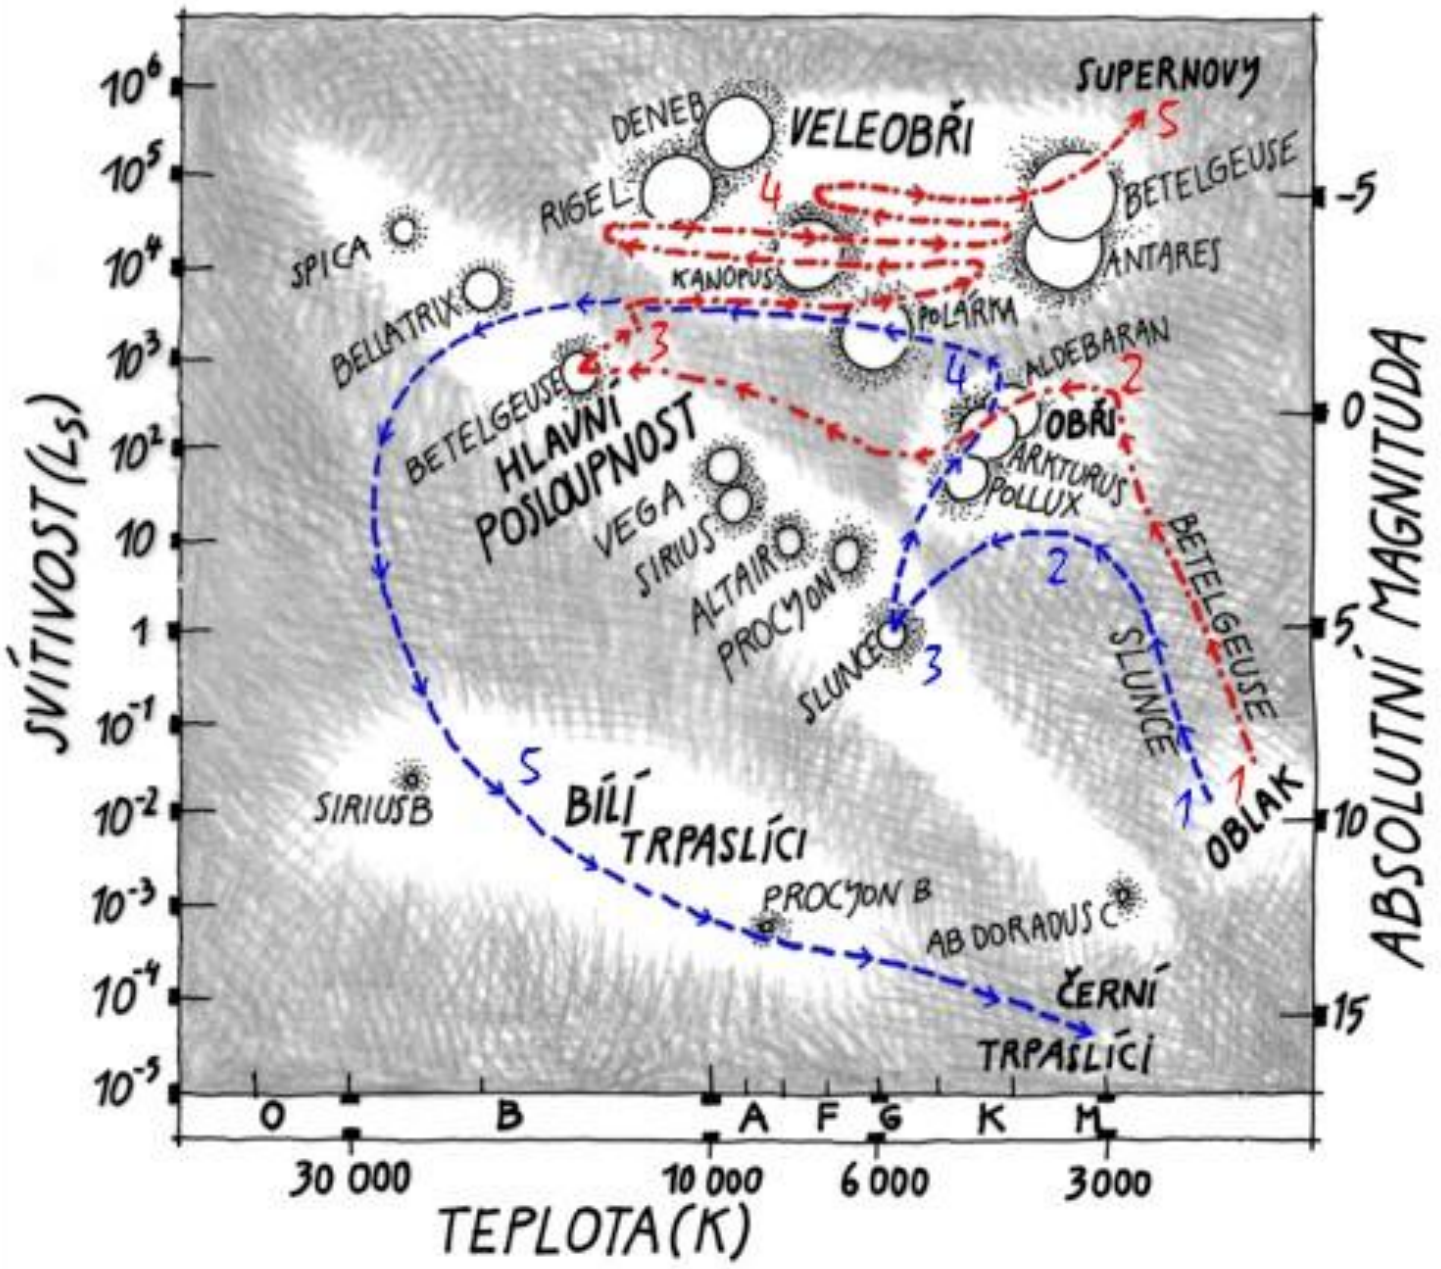 SUPERNOVY
5
DENEB
VELEOBŘI
4
BETELGEUSE
RIGEL
SPICA
KANOPUS
ANTARES
BELLATRIX
POLÁRKA
3
4
ALDEBARAN
2
BETELGEUSE
HLAVNÍ
POSLOUPNOST
OBŘI
ARKTURUS
POLLUX
VEGA
SIRIUS
ALTAIR
PROCYON
2
BETELGEUSE
SLUNCE
SLUNCE
3
1
1
OBLAK
5
SIRIUS B
BÍLÍ
TRPASLÍCI
PROCYON B
AB DORADUS C
ČERNÍ
TRPASLÍCÍ
SVÍTIVOST (Ls)
10⁶
10⁵
10⁴
10³
10²
10
1
10⁻¹
10⁻²
10⁻³
10⁻⁴
10⁻⁵
ABSOLUTNÍ MAGNITUDA
-5
0
5
10
15
O B A F G K M
30 000 10 000 6 000 3000
TEPLOTA (K)